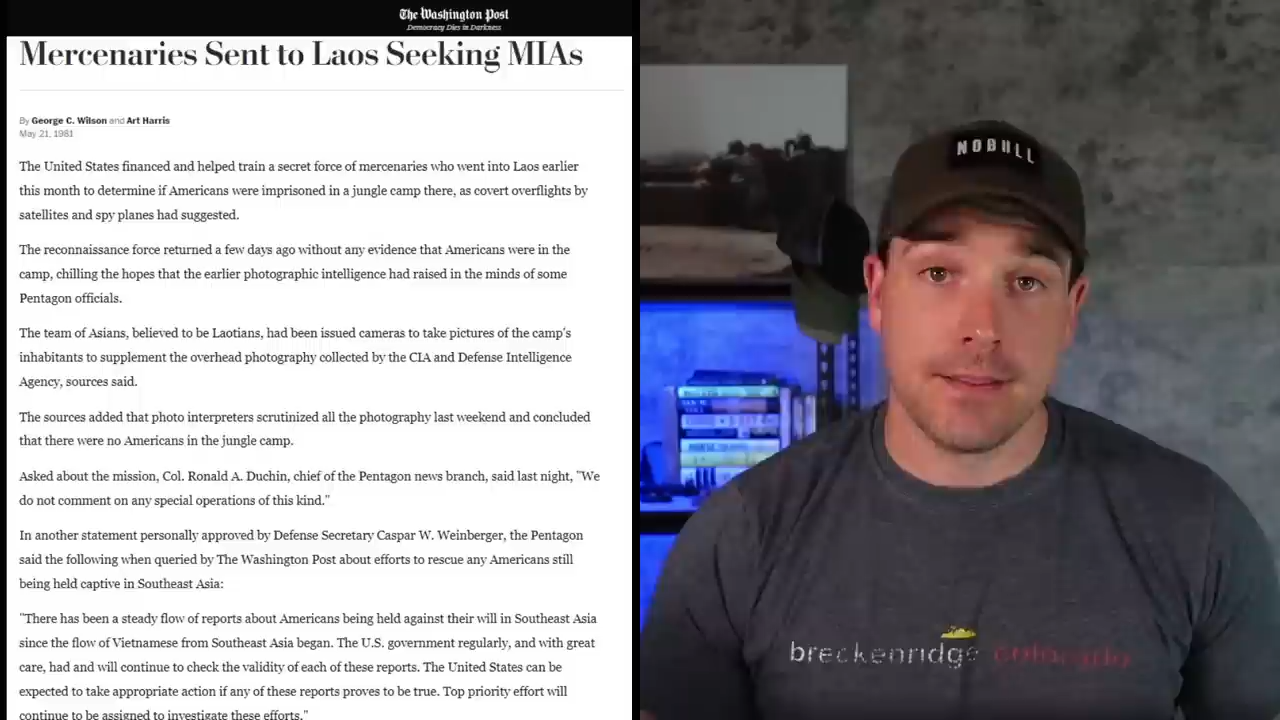 The Washington Post
Democracy Dies in Darkness
Mercenaries Sent to Laos Seeking MIAs
By George C. Wilson and Art Harris
May 21, 1981
The United States financed and helped train a secret force of mercenaries who went into Laos earlier
this month to determine if Americans were imprisoned in a jungle camp there, as covert overflights by
satellites and spy planes had suggested.
The reconnaissance force returned a few days ago without any evidence that Americans were in the
camp, chilling the hopes that the earlier photographic intelligence had raised in the minds of some
Pentagon officials.
The team of Asians, believed to be Laotians, had been issued cameras to take pictures of the camp's
inhabitants to supplement the overhead photography collected by the CIA and Defense Intelligence
Agency, sources said.
The sources added that photo interpreters scrutinized all the photography last weekend and concluded
that there were no Americans in the jungle camp.
Asked about the mission, Col. Ronald A. Duchin, chief of the Pentagon news branch, said last night, "We
do not comment on any special operations of this kind."
In another statement personally approved by Defense Secretary Caspar W. Weinberger, the Pentagon
said the following when queried by The Washington Post about efforts to rescue any Americans still
being held captive in Southeast Asia:
"There has been a steady flow of reports about Americans being held against their will in Southeast Asia
since the flow of Vietnamese from Southeast Asia began. The U.S. government regularly, and with great
care, had and will continue to check the validity of each of these reports. The United States can be
expected to take appropriate action if any of these reports proves to be true. Top priority effort will
continue to be assigned to investigate these efforts."
NOBULL
breckenridge colorado